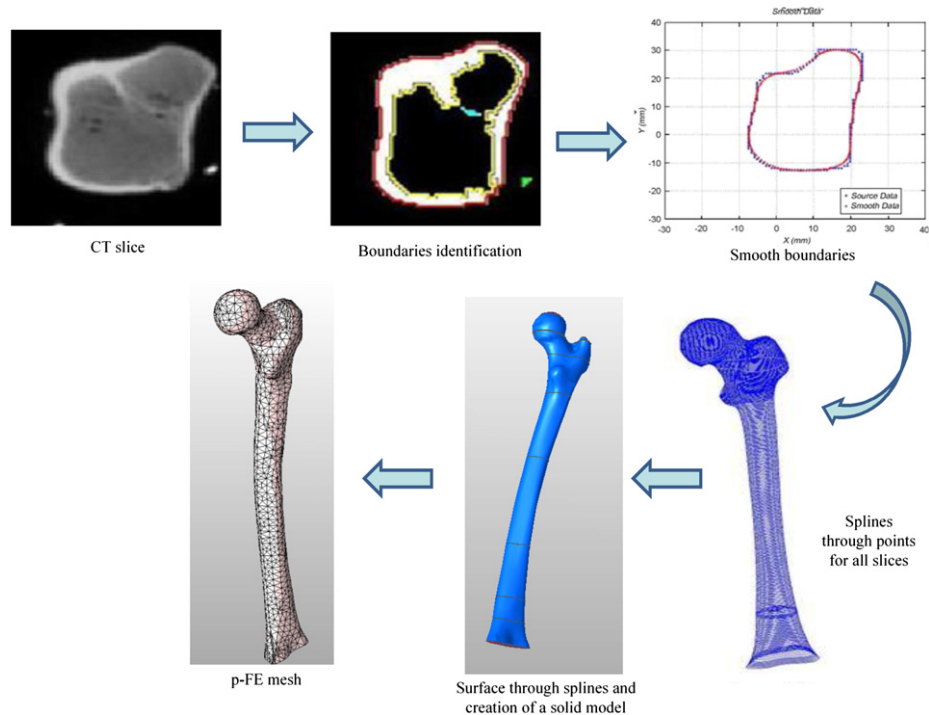 Smooth Data
40
30
20
10
0
-10
-20
-30
Y (mm)
Source Data
Smooth Data
-30 -20 -10 0 10 20 30 40
X (mm)
CT slice
Boundaries identification
Smooth boundaries
Splines
through points
for all slices
p-FE mesh
Surface through splines and
creation of a solid model